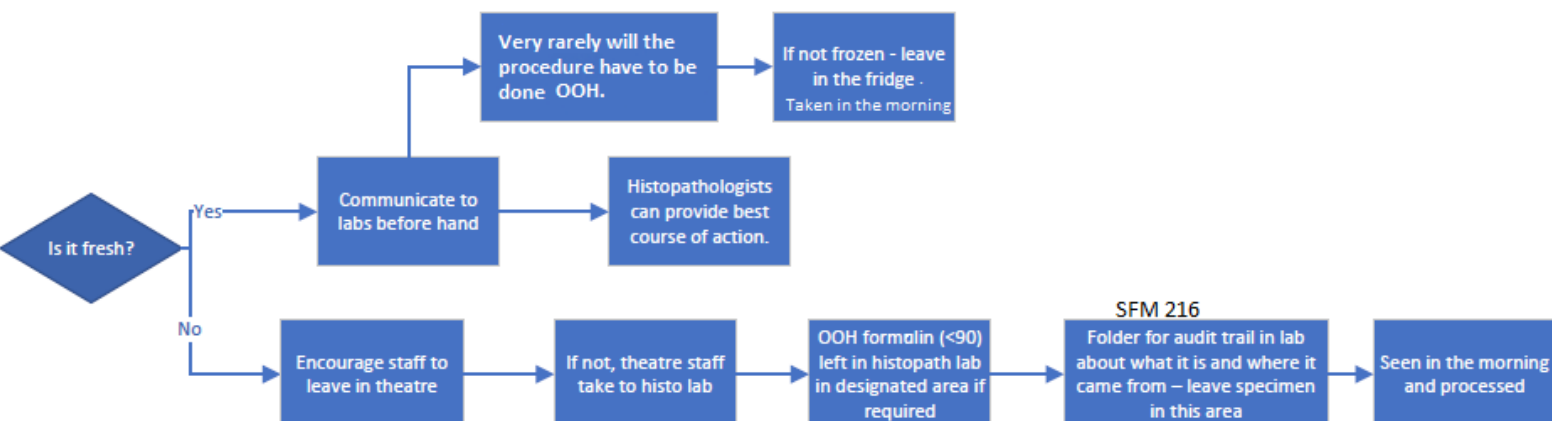 Very rarely will the
procedure have to be
done OOH.
If not frozen - leave
in the fridge .
Taken in the morning
Is it fresh?
Yes
Communicate to
labs before hand
Histopathologists
can provide best
course of action.
No
Encourage staff to
leave in theatre
If not, theatre staff
take to histo lab
OOH formalin (<90)
left in histopath lab
in designated area if
required
SFM 216
Folder for audit trail in lab
about what it is and where it
came from – leave specimen
in this area
Seen in the morning
and processed